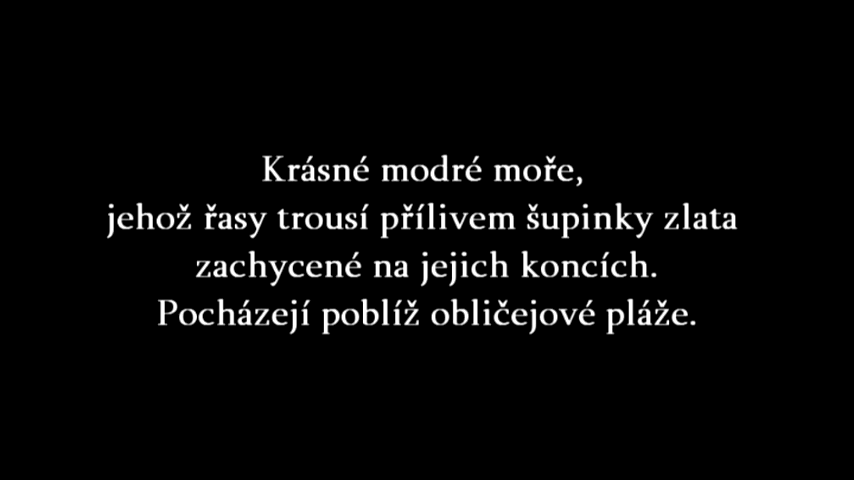 Krásné modré moře,
jehož řasy trousí přílivem šupinky zlata
zachycené na jejich koncích.
Pocházejí poblíž obličejové pláže.